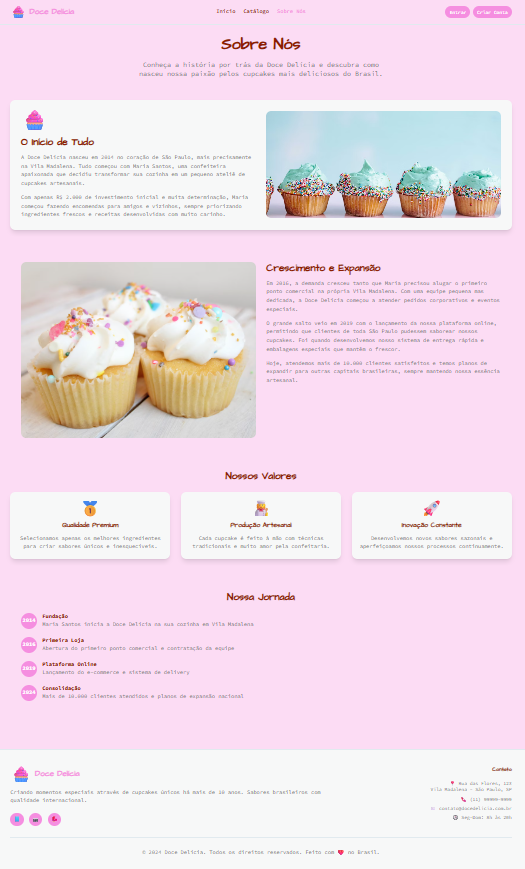 Doce Delícia
Início Catálogo Sobre Nós
Entrar Criar Conta
Sobre Nós
Conheça a história por trás da Doce Delícia e descubra como
nasceu nossa paixão pelos cupcakes mais deliciosos do Brasil.
O Início de Tudo
A Doce Delícia nasceu em 2014 no coração de São Paulo, mais precisamente
na Vila Madalena. Tudo começou com Maria Santos, uma confeiteira
apaixonada que decidiu transformar sua cozinha em um pequeno ateliê de
cupcakes artesanais.
Com apenas R$ 2.000 de investimento inicial e muita determinação, Maria
começou fazendo encomendas para amigos e vizinhos, sempre priorizando
ingredientes frescos e receitas desenvolvidas com muito carinho.
Crescimento e Expansão
Em 2016, a demanda cresceu tanto que Maria precisou alugar o primeiro
ponto comercial na própria Vila Madalena. Com uma equipe pequena mas
dedicada, a Doce Delícia começou a atender pedidos corporativos e eventos
especiais.
O grande salto veio em 2019 com o lançamento da nossa plataforma online,
permitindo que clientes de toda São Paulo pudessem saborear nossos
cupcakes. Foi quando desenvolvemos nosso sistema de entrega rápida e
embalagens especiais que mantêm o frescor.
Hoje, atendemos mais de 10.000 clientes satisfeitos e temos planos de
expandir para outras capitais brasileiras, sempre mantendo nossa essência
artesanal.
Nossos Valores
Qualidade Premium
Selecionamos apenas os melhores ingredientes
para criar sabores únicos e inesquecíveis.
Produção Artesanal
Cada cupcake é feito à mão com técnicas
tradicionais e muito amor pela confeitaria.
Inovação Constante
Desenvolvemos novos sabores sazonais e
aperfeiçoamos nossos processos continuamente.
Nossa Jornada
2014
Fundação
Maria Santos inicia a Doce Delícia na sua cozinha em Vila Madalena
Primeira Loja
Abertura do primeiro ponto comercial e contratação da equipe
Plataforma Online
Lançamento do e-commerce e sistema de delivery
2024
Consolidação
Mais de 10.000 clientes atendidos e planos de expansão nacional
Doce Delícia
Criando momentos especiais através de cupcakes únicos há mais de 10 anos. Sabores brasileiros com
qualidade internacional.
Contato
Rua das Flores, 123
Vila Madalena - São Paulo, SP
(11) 99999-9999
contato@docedelicia.com.br
Seg-Dom: 8h às 20h
© 2024 Doce Delícia. Todos os direitos reservados. Feito com ❤️ no Brasil.